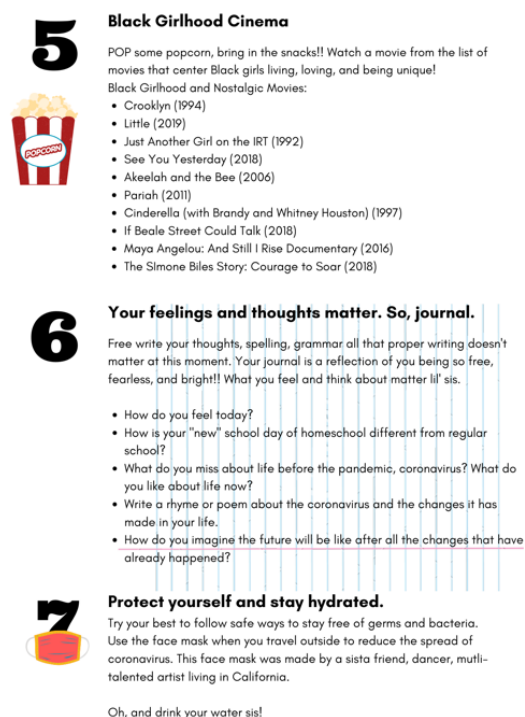 5
Black Girlhood Cinema
POP some popcorn, bring in the snacks!! Watch a movie from the list of
movies that center Black girls living, loving, and being unique!
Black Girlhood and Nostalgic Movies:
• Crooklyn (1994)
• Little (2019)
• Just Another Girl on the IRT (1992)
• See You Yesterday (2018)
• Akeelah and the Bee (2006)
• Pariah (2011)
• Cinderella (with Brandy and Whitney Houston) (1997)
• If Beale Street Could Talk (2018)
• Maya Angelou: And Still I Rise Documentary (2016)
• The SImone Biles Story: Courage to Soar (2018)
POPCORN
6
Your feelings and thoughts matter. So, journal.
Free write your thoughts, spelling, grammar all that proper writing doesn't
matter at this moment. Your journal is a reflection of you being so free,
fearless, and bright!! What you feel and think about matter lil' sis.
• How do you feel today?
• How is your "new" school day of homeschool different from regular
school?
• What do you miss about life before the pandemic, coronavirus? What do
you like about life now?
• Write a rhyme or poem about the coronavirus and the changes it has
made in your life.
• How do you imagine the future will be like after all the changes that have
already happened?
7
Protect yourself and stay hydrated.
Try your best to follow safe ways to stay free of germs and bacteria.
Use the face mask when you travel outside to reduce the spread of
coronavirus. This face mask was made by a sista friend, dancer, mutli-
talented artist living in California.
Oh, and drink your water sis!